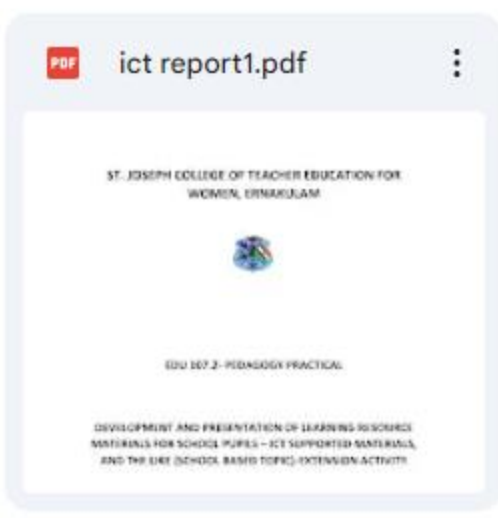 PDF
ict report1.pdf
ST. JOSEPH COLLEGE OF TEACHER EDUCATION FOR
WOMEN, ERNAKULAM
EDU 107.2- PEDAGOGY PRACTICAL
DEVELOPMENT AND PRESENTATION OF LEARNING RESOURCE
MATERIALS FOR SCHOOL PUPILS – ICT SUPPORTED MATERIALS,
AND THE LIKE (SCHOOL BASED TOPIC)-EXTENSION ACTIVITY